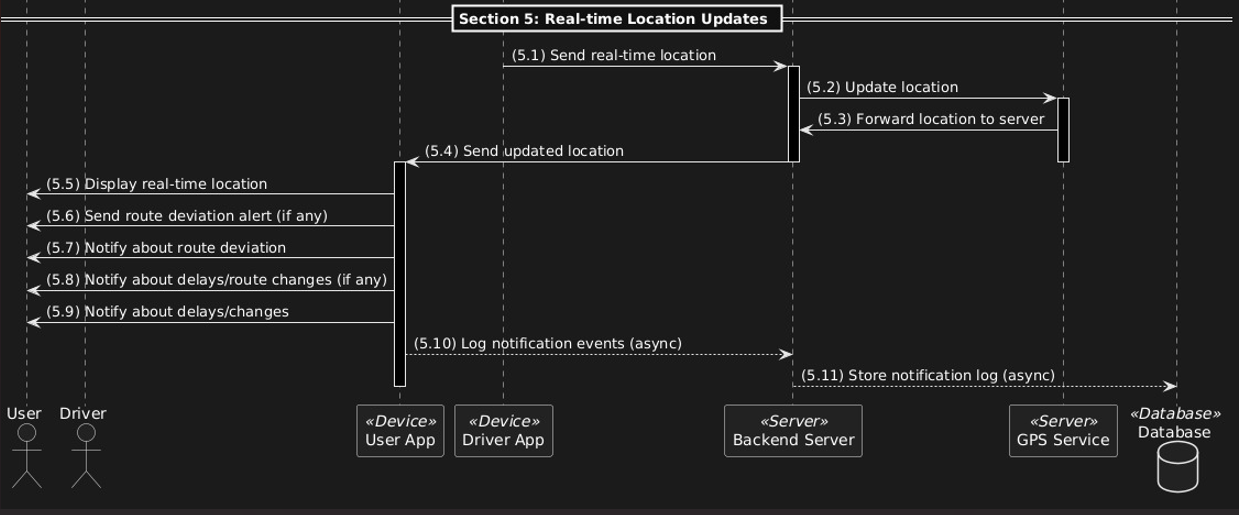 Section 5: Real-time Location Updates
(5.1) Send real-time location
(5.2) Update location
(5.3) Forward location to server
(5.4) Send updated location
(5.5) Display real-time location
(5.6) Send route deviation alert (if any)
(5.7) Notify about route deviation
(5.8) Notify about delays/route changes (if any)
(5.9) Notify about delays/changes
(5.10) Log notification events (async)
(5.11) Store notification log (async)
User
Driver
«Device»
User App
«Device»
Driver App
«Server»
Backend Server
«Server»
GPS Service
«Database»
Database